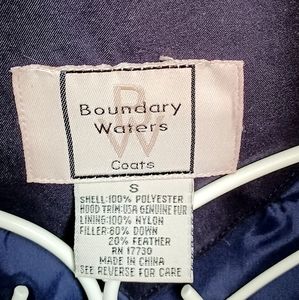 Boundary
Waters
Coats
S
SHELL:100% POLYESTER
HOOD TRIM:USA GENUINE FUR
LINING:100% NYLON
FILLER:80% DOWN
20% FEATHER
RN 17730
MADE IN CHINA
SEE REVERSE FOR CARE